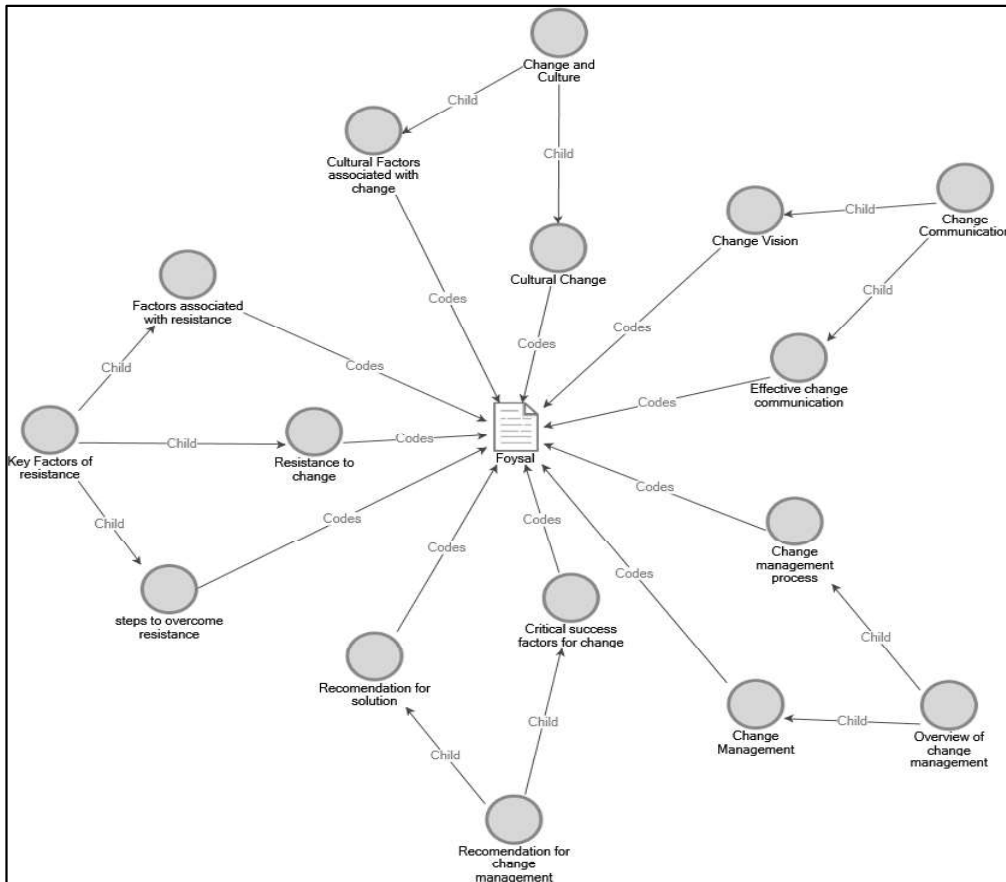 Change and
Culture
Child
Child
Cultural Factors
associated with
change
Change
Communication
Child
Change Vision
Cultural Change
Child
Factors associated
with resistance
Codes
Codes
Codes
Codes
Child
Effective change
communication
Codes
Codes
Key Factors of
resistance
Child
Resistance to
change
Foysal
Codes
Child
Codes
Change
management
process
Codes
Codes
Codes
steps to overcome
resistance
Critical success
factors for change
Child
Recomendation for
solution
Child
Change
Management
Child
Overview of
change
management
Child
Recomendation for
change
management